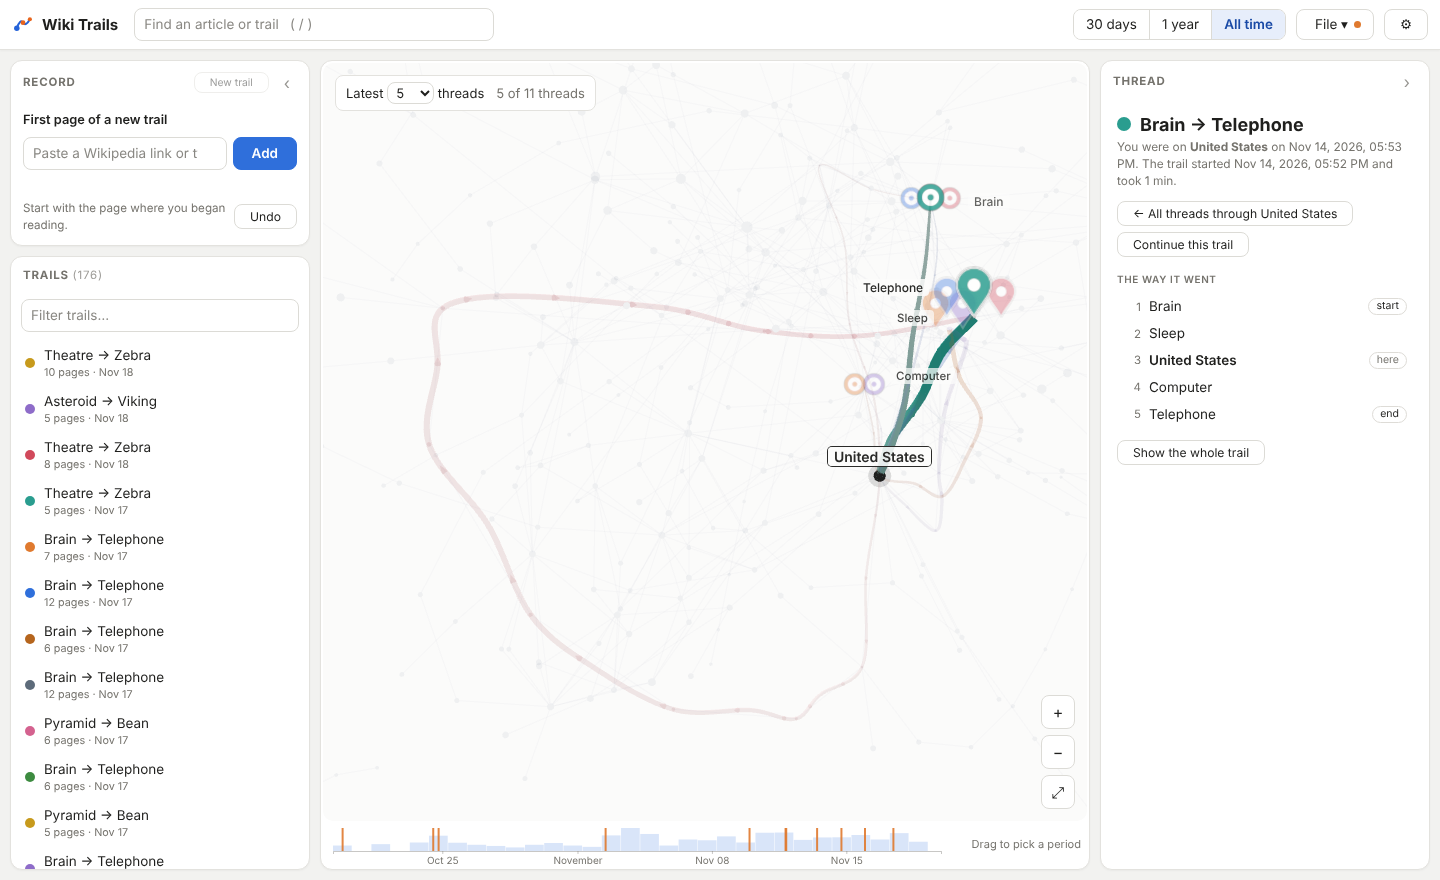 Wiki Trails
Find an article or trail ( / )
30 days
1 year
All time
File ▾
RECORD
New trail
First page of a new trail
Paste a Wikipedia link or t
Add
Start with the page where you began
reading.
Undo
TRAILS (176)
Filter trails...
Theatre → Zebra
10 pages · Nov 18
Asteroid → Viking
5 pages · Nov 18
Theatre → Zebra
8 pages · Nov 18
Theatre → Zebra
5 pages · Nov 17
Brain → Telephone
7 pages · Nov 17
Brain → Telephone
12 pages · Nov 17
Brain → Telephone
6 pages · Nov 17
Brain → Telephone
12 pages · Nov 17
Pyramid → Bean
6 pages · Nov 17
Brain → Telephone
6 pages · Nov 17
Pyramid → Bean
5 pages · Nov 17
Brain → Telephone
Latest 5 threads 5 of 11 threads
Brain
Telephone
Sleep
Computer
United States
+
−
Oct 25
November
Nov 08
Nov 15
Drag to pick a period
THREAD
Brain → Telephone
You were on United States on Nov 14, 2026, 05:53
PM. The trail started Nov 14, 2026, 05:52 PM and
took 1 min.
← All threads through United States
Continue this trail
THE WAY IT WENT
1 Brain start
2 Sleep
3 United States here
4 Computer
5 Telephone end
Show the whole trail